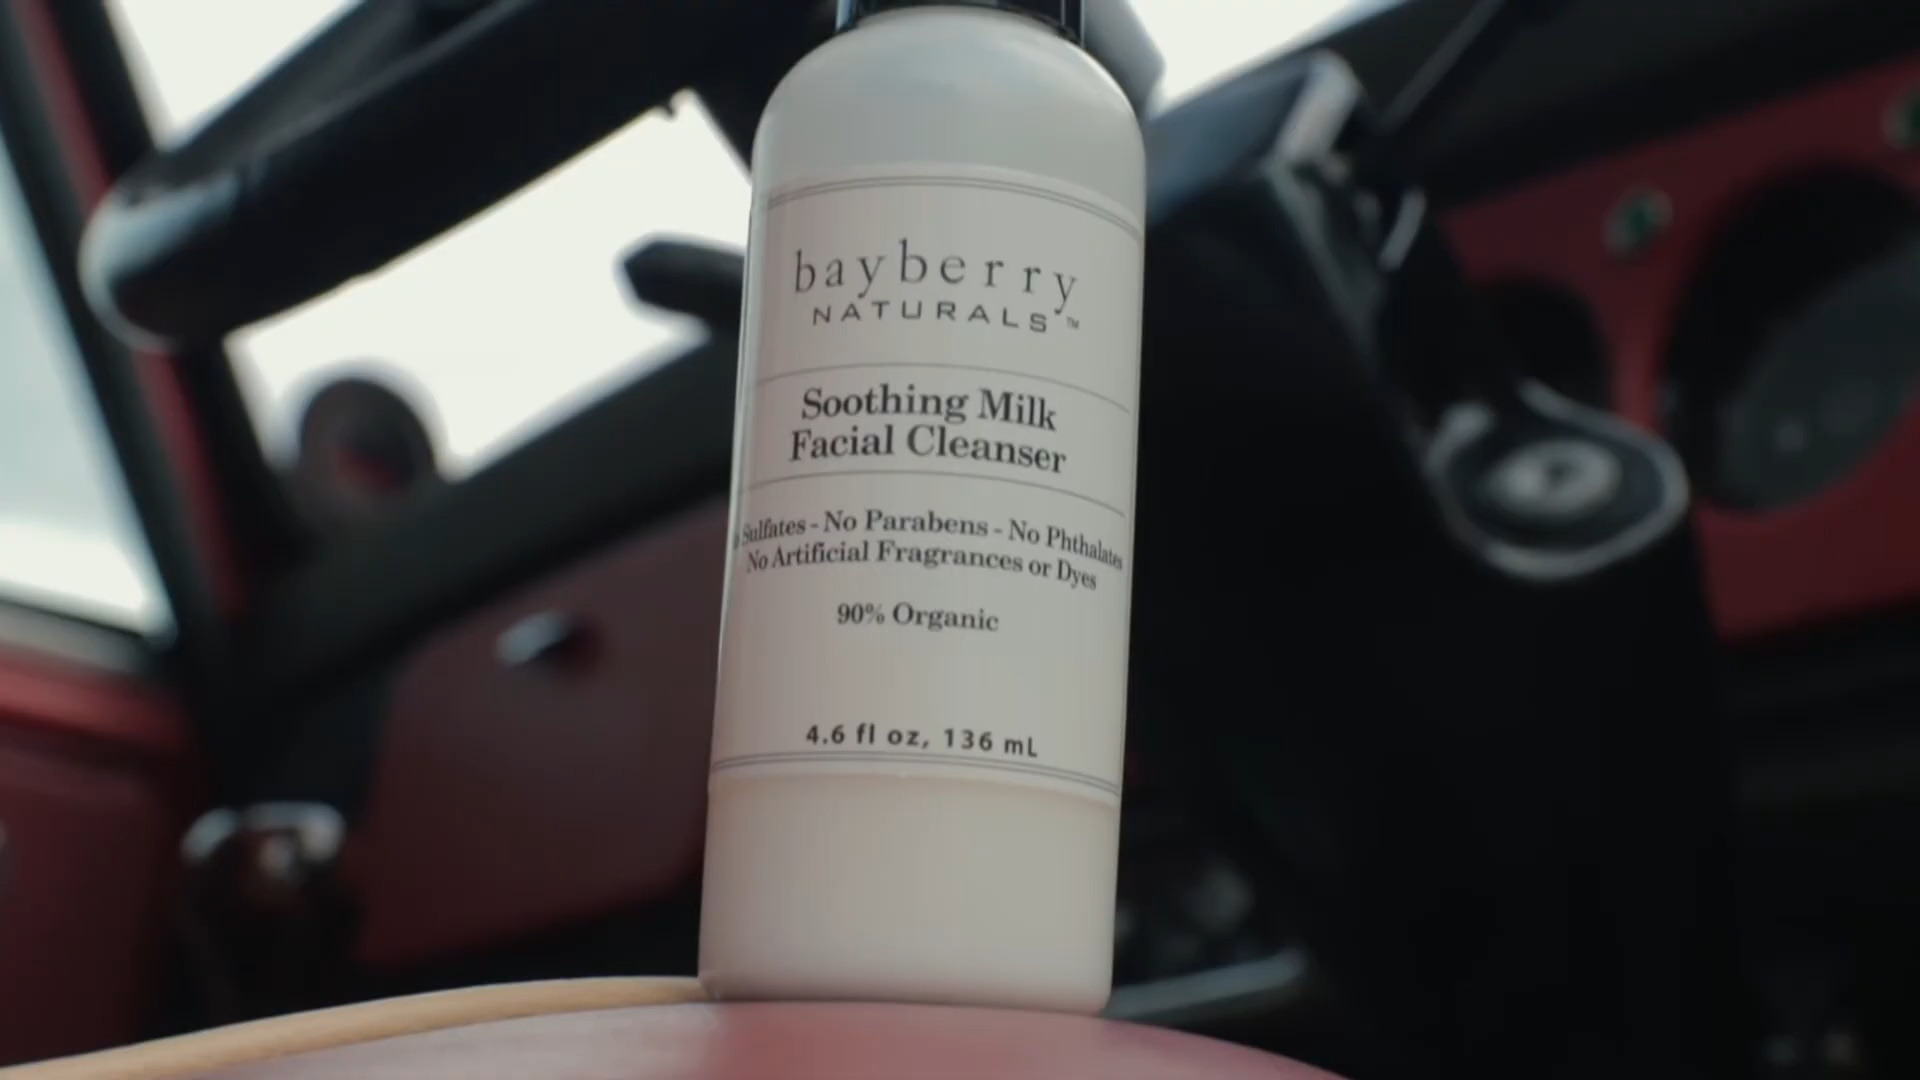 bayberry
NATURALS™
Soothing Milk
Facial Cleanser
Sulfates - No Parabens - No Phthalates
No Artificial Fragrances or Dyes
90% Organic
4.6 fl oz, 136 mL